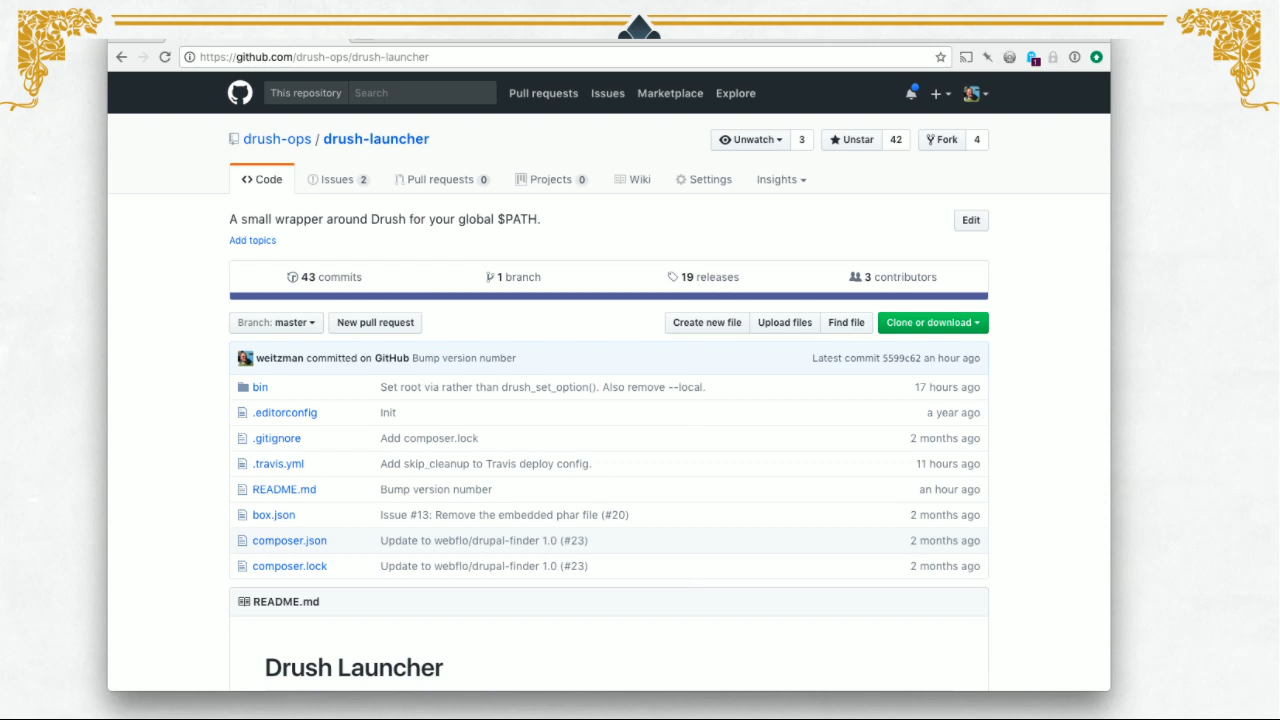 https://github.com/drush-ops/drush-launcher
1
This repository Search Pull requests Issues Marketplace Explore
drush-ops / drush-launcher Unwatch 3 Unstar 42 Fork 4
Code Issues 2 Pull requests 0 Projects 0 Wiki Settings Insights
A small wrapper around Drush for your global $PATH. Edit
Add topics
43 commits 1 branch 19 releases 3 contributors
Branch: master New pull request Create new file Upload files Find file Clone or download
weitzman committed on GitHub Bump version number Latest commit 5599c62 an hour ago
bin Set root via rather than drush_set_option(). Also remove --local. 17 hours ago
.editorconfig Init a year ago
.gitignore Add composer.lock 2 months ago
.travis.yml Add skip_cleanup to Travis deploy config. 11 hours ago
README.md Bump version number an hour ago
box.json Issue #13: Remove the embedded phar file (#20) 2 months ago
composer.json Update to webflo/drupal-finder 1.0 (#23) 2 months ago
composer.lock Update to webflo/drupal-finder 1.0 (#23) 2 months ago
README.md
Drush Launcher